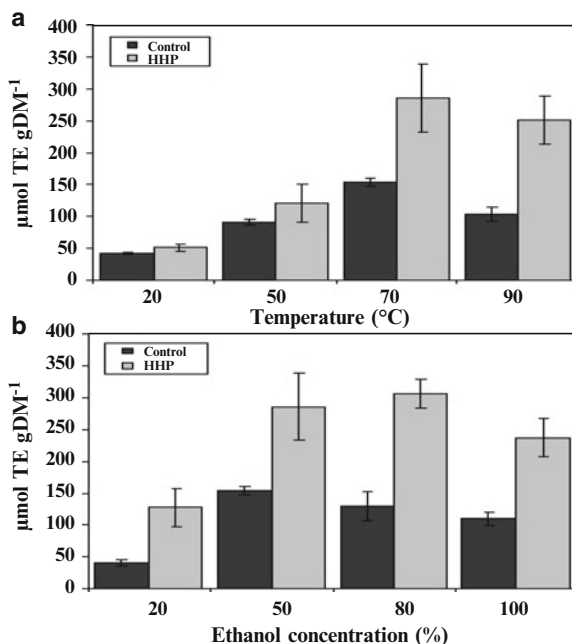 a
Control
HHP
400
350
300
250
200
150
100
50
0
µmol TE gDM⁻¹
20 50 70 90
Temperature (°C)
b
Control
HHP
400
350
300
250
200
150
100
50
0
µmol TE gDM⁻¹
20 50 80 100
Ethanol concentration (%)